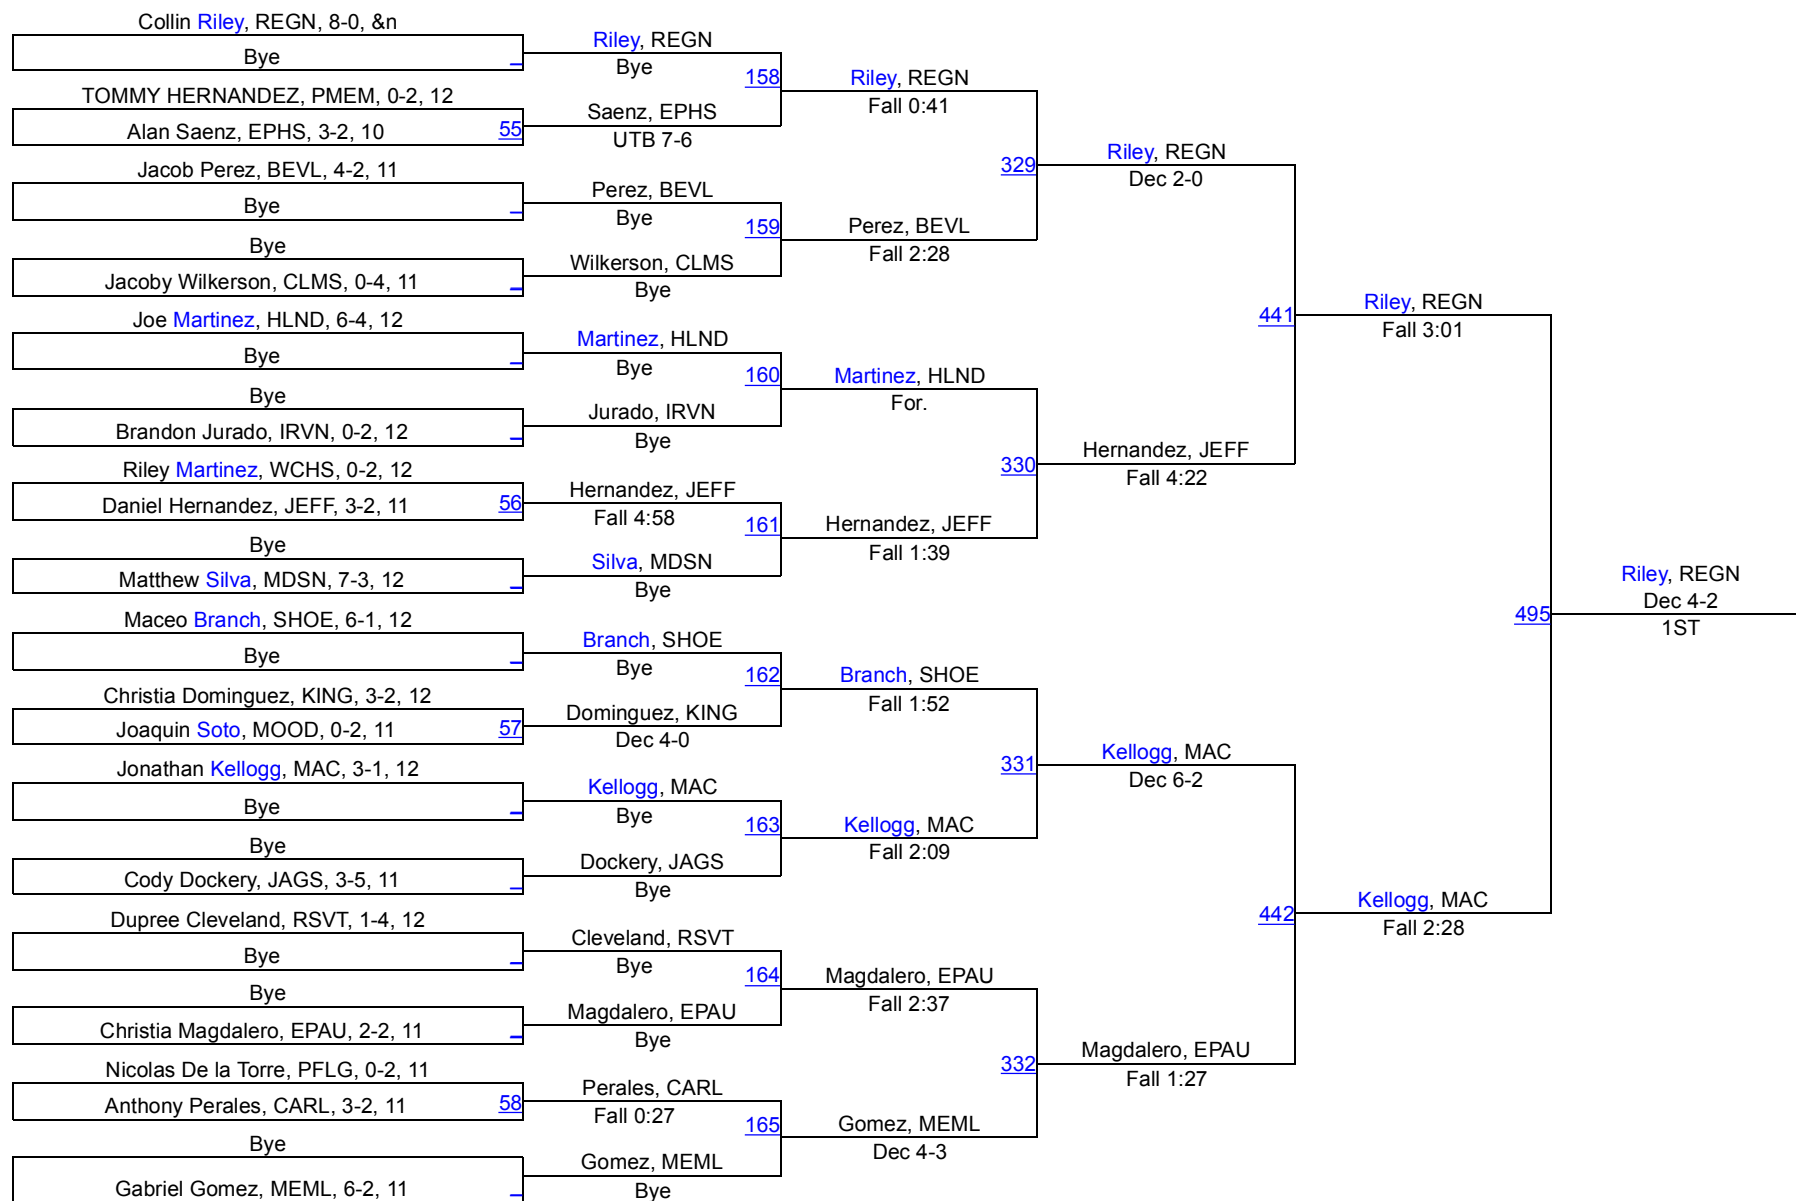 Collin Riley, REGN, 8-0, &n
Bye
TOMMY HERNANDEZ, PMEM, 0-2, 12
Alan Saenz, EPHS, 3-2, 10
55
Jacob Perez, BEVL, 4-2, 11
Bye
Bye
Jacoby Wilkerson, CLMS, 0-4, 11
Joe Martinez, HLND, 6-4, 12
Bye
Bye
Brandon Jurado, IRVN, 0-2, 12
Riley Martinez, WCHS, 0-2, 12
Daniel Hernandez, JEFF, 3-2, 11
56
Bye
Matthew Silva, MDSN, 7-3, 12
Maceo Branch, SHOE, 6-1, 12
Bye
Christia Dominguez, KING, 3-2, 12
Joaquin Soto, MOOD, 0-2, 11
57
Jonathan Kellogg, MAC, 3-1, 12
Bye
Bye
Cody Dockery, JAGS, 3-5, 11
Dupree Cleveland, RSVT, 1-4, 12
Bye
Bye
Christia Magdalero, EPAU, 2-2, 11
Nicolas De la Torre, PFLG, 0-2, 11
Anthony Perales, CARL, 3-2, 11
58
Bye
Gabriel Gomez, MEML, 6-2, 11
Riley, REGN
Bye
158
Saenz, EPHS
UTB 7-6
Perez, BEVL
Bye
159
Wilkerson, CLMS
Bye
Martinez, HLND
Bye
160
Jurado, IRVN
Bye
Hernandez, JEFF
Fall 4:58
161
Silva, MDSN
Bye
Branch, SHOE
Bye
162
Dominguez, KING
Dec 4-0
Kellogg, MAC
Bye
163
Dockery, JAGS
Bye
Cleveland, RSVT
Bye
164
Magdalero, EPAU
Bye
Perales, CARL
Fall 0:27
165
Gomez, MEML
Bye
Riley, REGN
Fall 0:41
329
Perez, BEVL
Fall 2:28
Martinez, HLND
For.
330
Hernandez, JEFF
Fall 1:39
Branch, SHOE
Fall 1:52
331
Kellogg, MAC
Fall 2:09
Magdalero, EPAU
Fall 2:37
332
Gomez, MEML
Dec 4-3
Riley, REGN
Dec 2-0
441
Hernandez, JEFF
Fall 4:22
Kellogg, MAC
Dec 6-2
442
Magdalero, EPAU
Fall 1:27
Riley, REGN
Fall 3:01
495
Kellogg, MAC
Fall 2:28
Riley, REGN
Dec 4-2
1ST